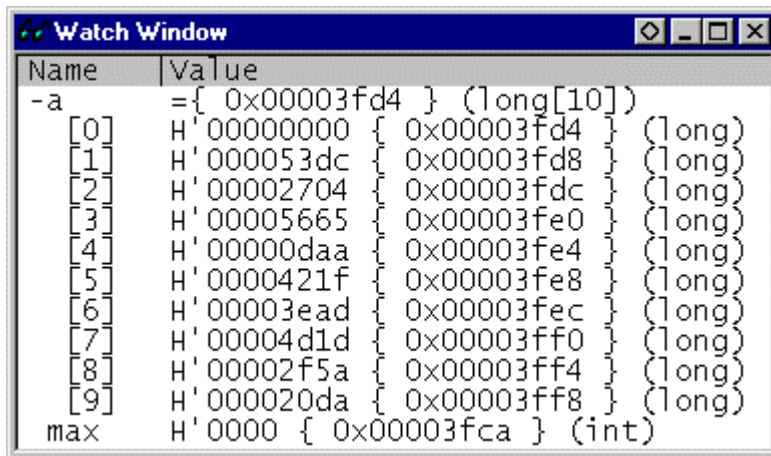 Watch Window
Name Value
-a ={ 0x00003fd4 } (long[10])
[0] H'00000000 { 0x00003fd4 } (long)
[1] H'000053dc { 0x00003fd8 } (long)
[2] H'00002704 { 0x00003fdc } (long)
[3] H'00005665 { 0x00003fe0 } (long)
[4] H'00000daa { 0x00003fe4 } (long)
[5] H'0000421f { 0x00003fe8 } (long)
[6] H'00003ead { 0x00003fec } (long)
[7] H'00004d1d { 0x00003ff0 } (long)
[8] H'00002f5a { 0x00003ff4 } (long)
[9] H'000020da { 0x00003ff8 } (long)
max H'0000 { 0x00003fca } (int)